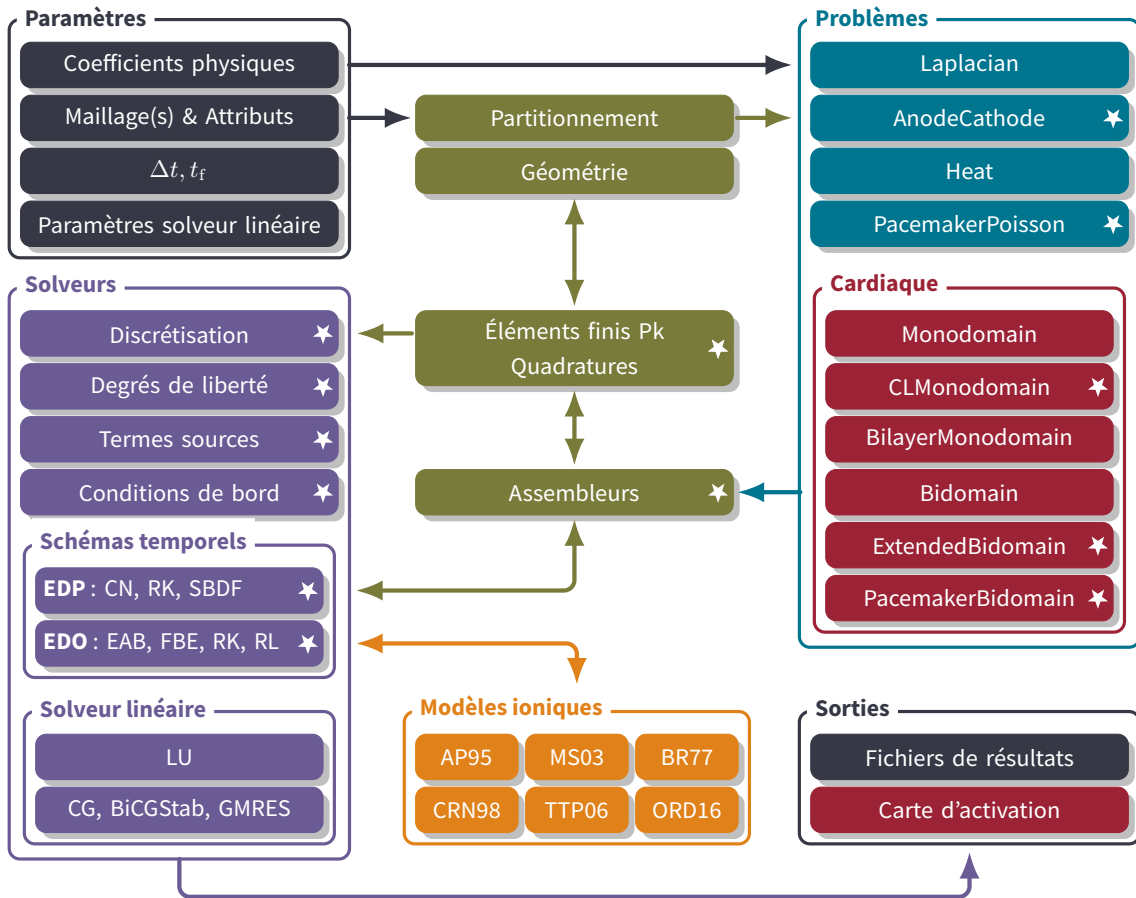 Paramètres
Coefficients physiques
Maillage(s) & Attributs
Δt, t_f
Paramètres solveur linéaire
Partitionnement
Géométrie
Éléments finis Pk
Quadratures
Assembleurs
Problèmes
Laplacian
AnodeCathode
Heat
PacemakerPoisson
Cardiaque
Monodomain
CLMonodomain
BilayerMonodomain
Bidomain
ExtendedBidomain
PacemakerBidomain
Solveurs
Discrétisation
Degrés de liberté
Termes sources
Conditions de bord
Schémas temporels
EDP : CN, RK, SBDF
EDO : EAB, FBE, RK, RL
Solveur linéaire
LU
CG, BiCGStab, GMRES
Modèles ioniques
AP95 MS03 BR77
CRN98 TTP06 ORD16
Sorties
Fichiers de résultats
Carte d'activation